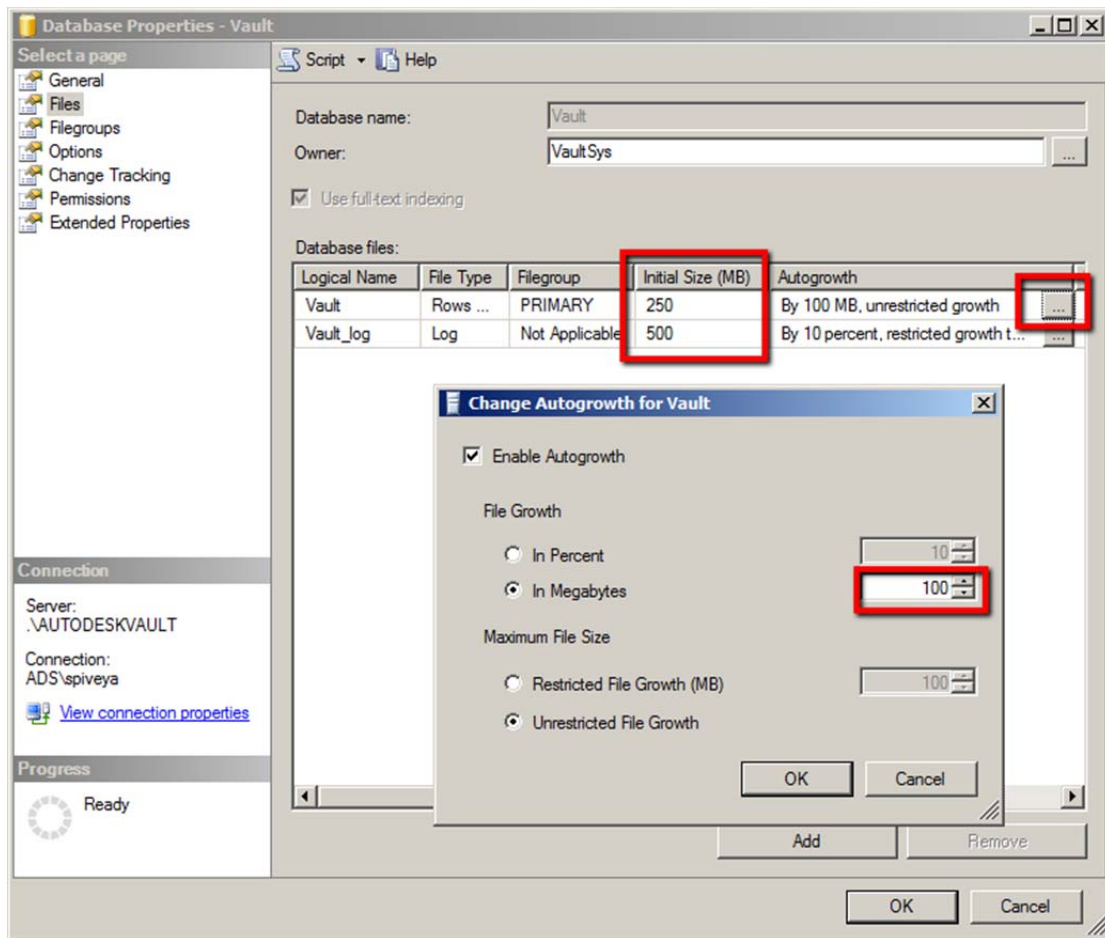 Database Properties - Vault
Select a page
General
Files
Filegroups
Options
Change Tracking
Permissions
Extended Properties
Script Help
Database name: Vault
Owner: VaultSys ...
Use full-text indexing
Database files:
Logical Name File Type Filegroup Initial Size (MB) Autogrowth
Vault Rows ... PRIMARY 250 By 100 MB, unrestricted growth ...
Vault_log Log Not Applicable 500 By 10 percent, restricted growth t... ...
Change Autogrowth for Vault
Enable Autogrowth
File Growth
In Percent 10
In Megabytes 100
Maximum File Size
Restricted File Growth (MB) 100
Unrestricted File Growth
OK Cancel
Connection
Server:
.\AUTODESKVAULT
Connection:
ADS\spiveya
View connection properties
Progress
Ready
Add Remove
OK Cancel